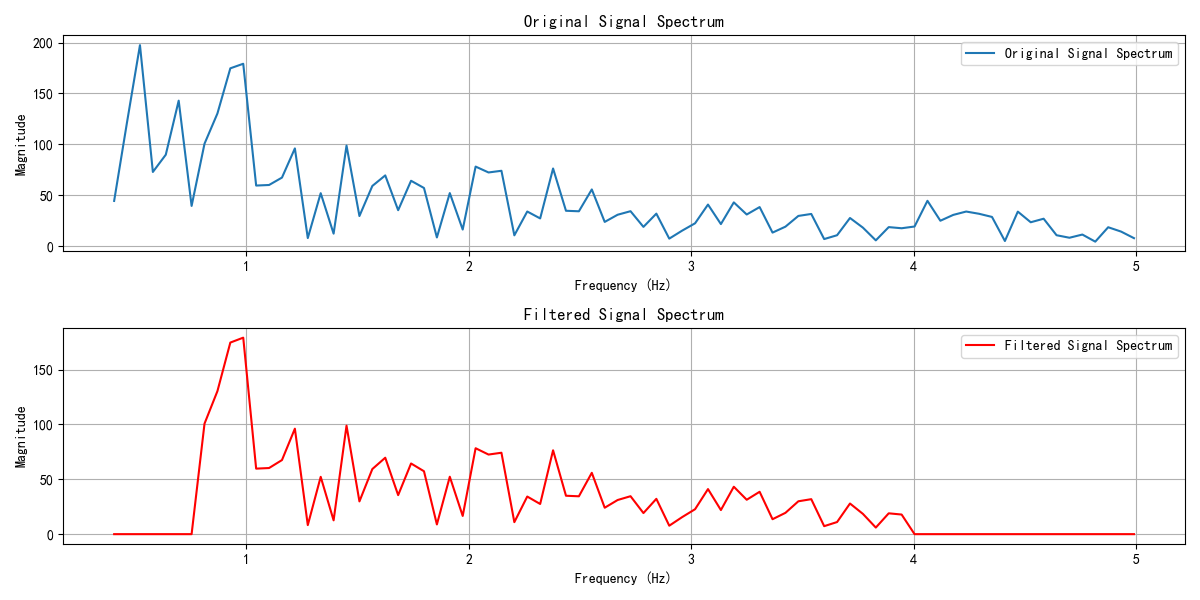 Original Signal Spectrum
200
150
100
50
0
Magnitude
Original Signal Spectrum
1 2 3 4 5
Frequency (Hz)
Filtered Signal Spectrum
150
100
50
0
Magnitude
Filtered Signal Spectrum
1 2 3 4 5
Frequency (Hz)